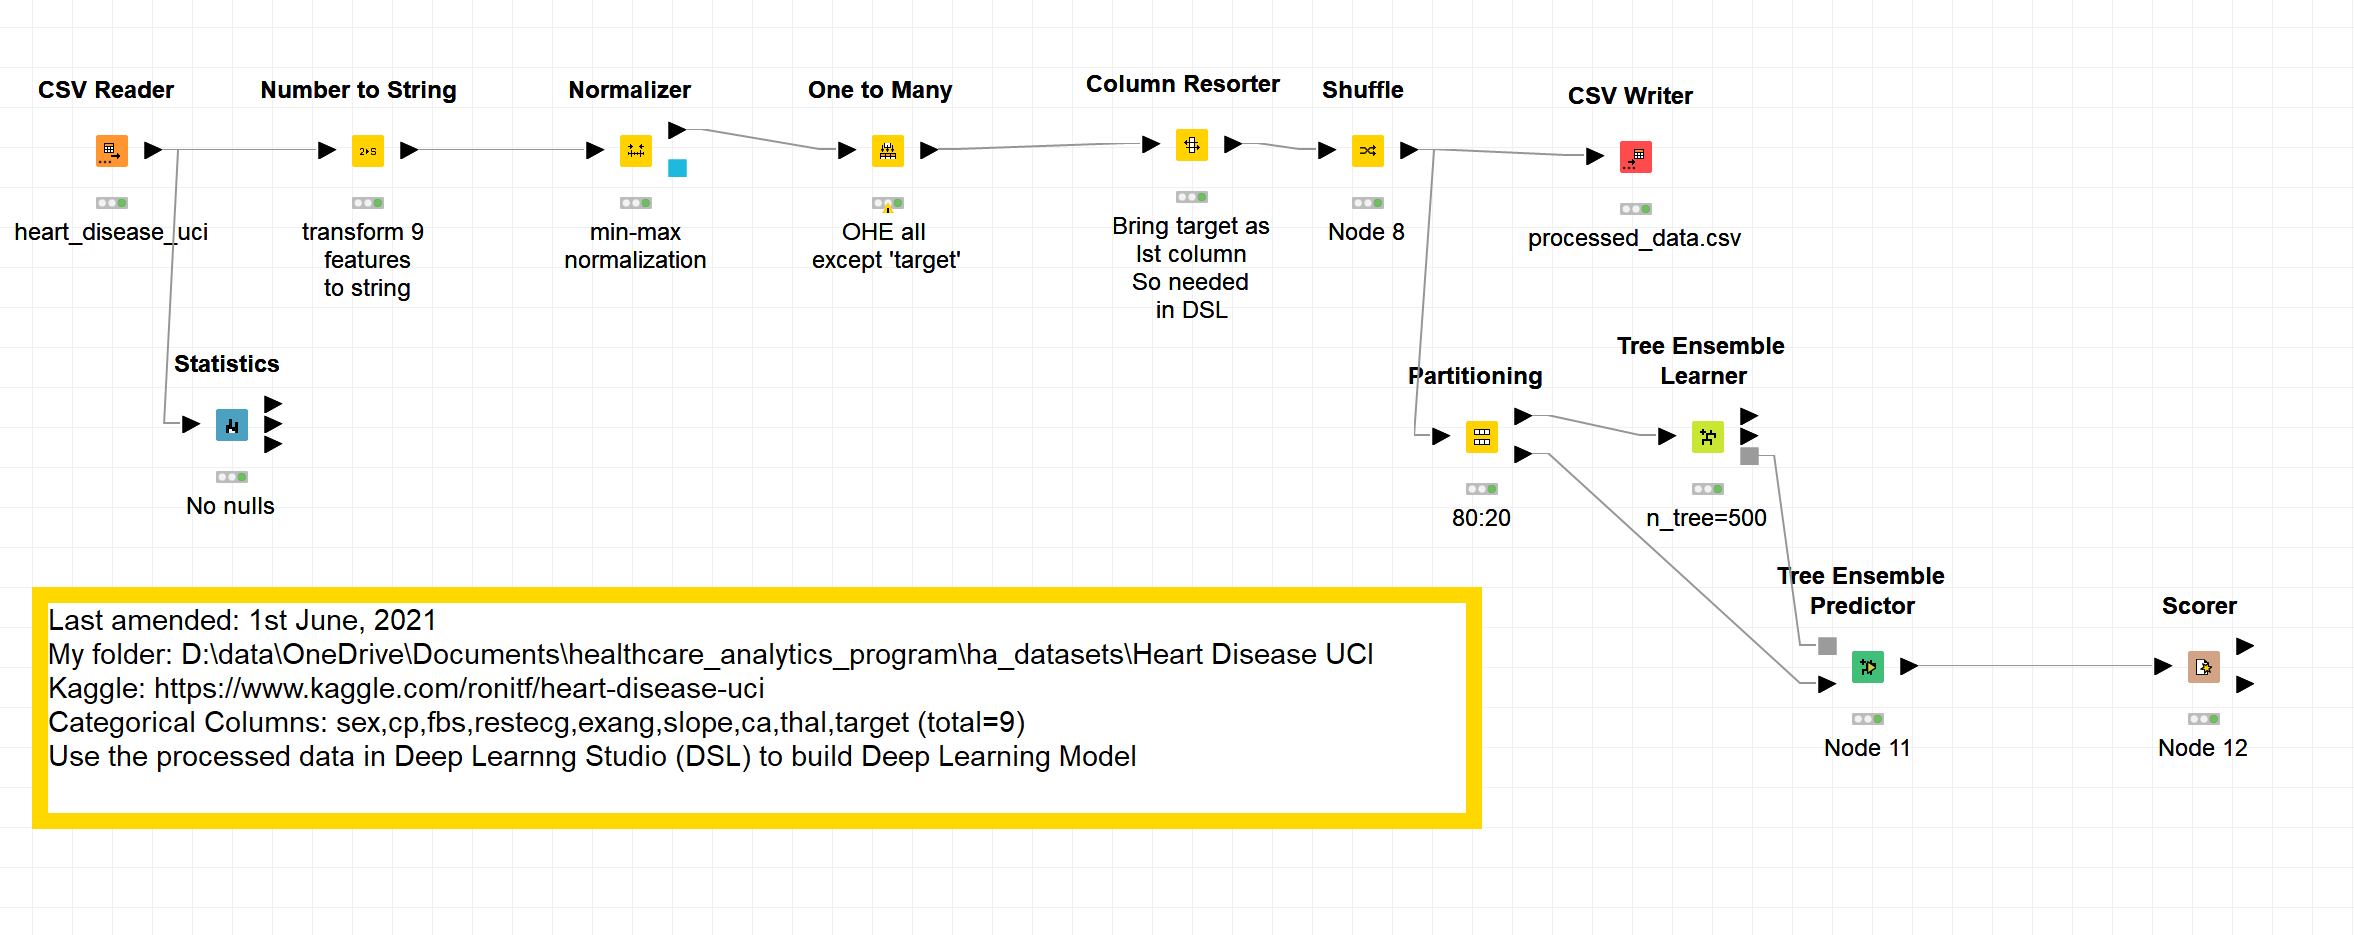 CSV Reader
heart_disease_uci
Number to String
2▸S
transform 9
features
to string
Normalizer
min-max
normalization
One to Many
OHE all
except 'target'
Column Resorter
Bring target as
Ist column
So needed
in DSL
Shuffle
Node 8
CSV Writer
processed_data.csv
Statistics
No nulls
Partitioning
80:20
Tree Ensemble
Learner
n_tree=500
Tree Ensemble
Predictor
Node 11
Scorer
Node 12
Last amended: 1st June, 2021
My folder: D:\data\OneDrive\Documents\healthcare_analytics_program\ha_datasets\Heart Disease UCI
Kaggle: https://www.kaggle.com/ronitf/heart-disease-uci
Categorical Columns: sex,cp,fbs,restecg,exang,slope,ca,thal,target (total=9)
Use the processed data in Deep Learnng Studio (DSL) to build Deep Learning Model